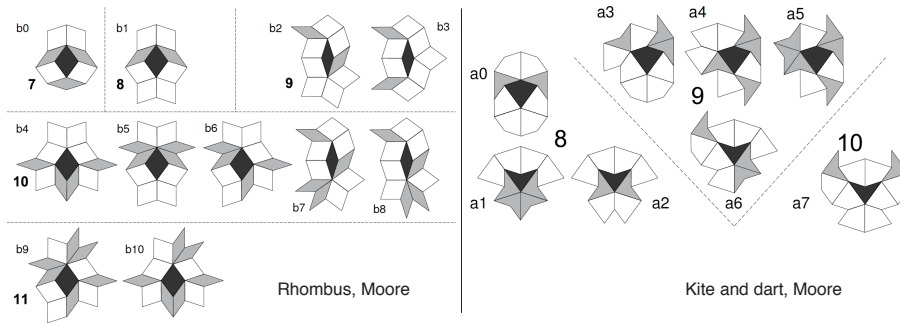 b0 b1 b2 b3
7 8 9
b4 b5 b6
10 b7 b8
b9 b10
11
Rhombus, Moore
a3 a4 a5
a0
9
8 10
a1 a2 a6 a7
Kite and dart, Moore